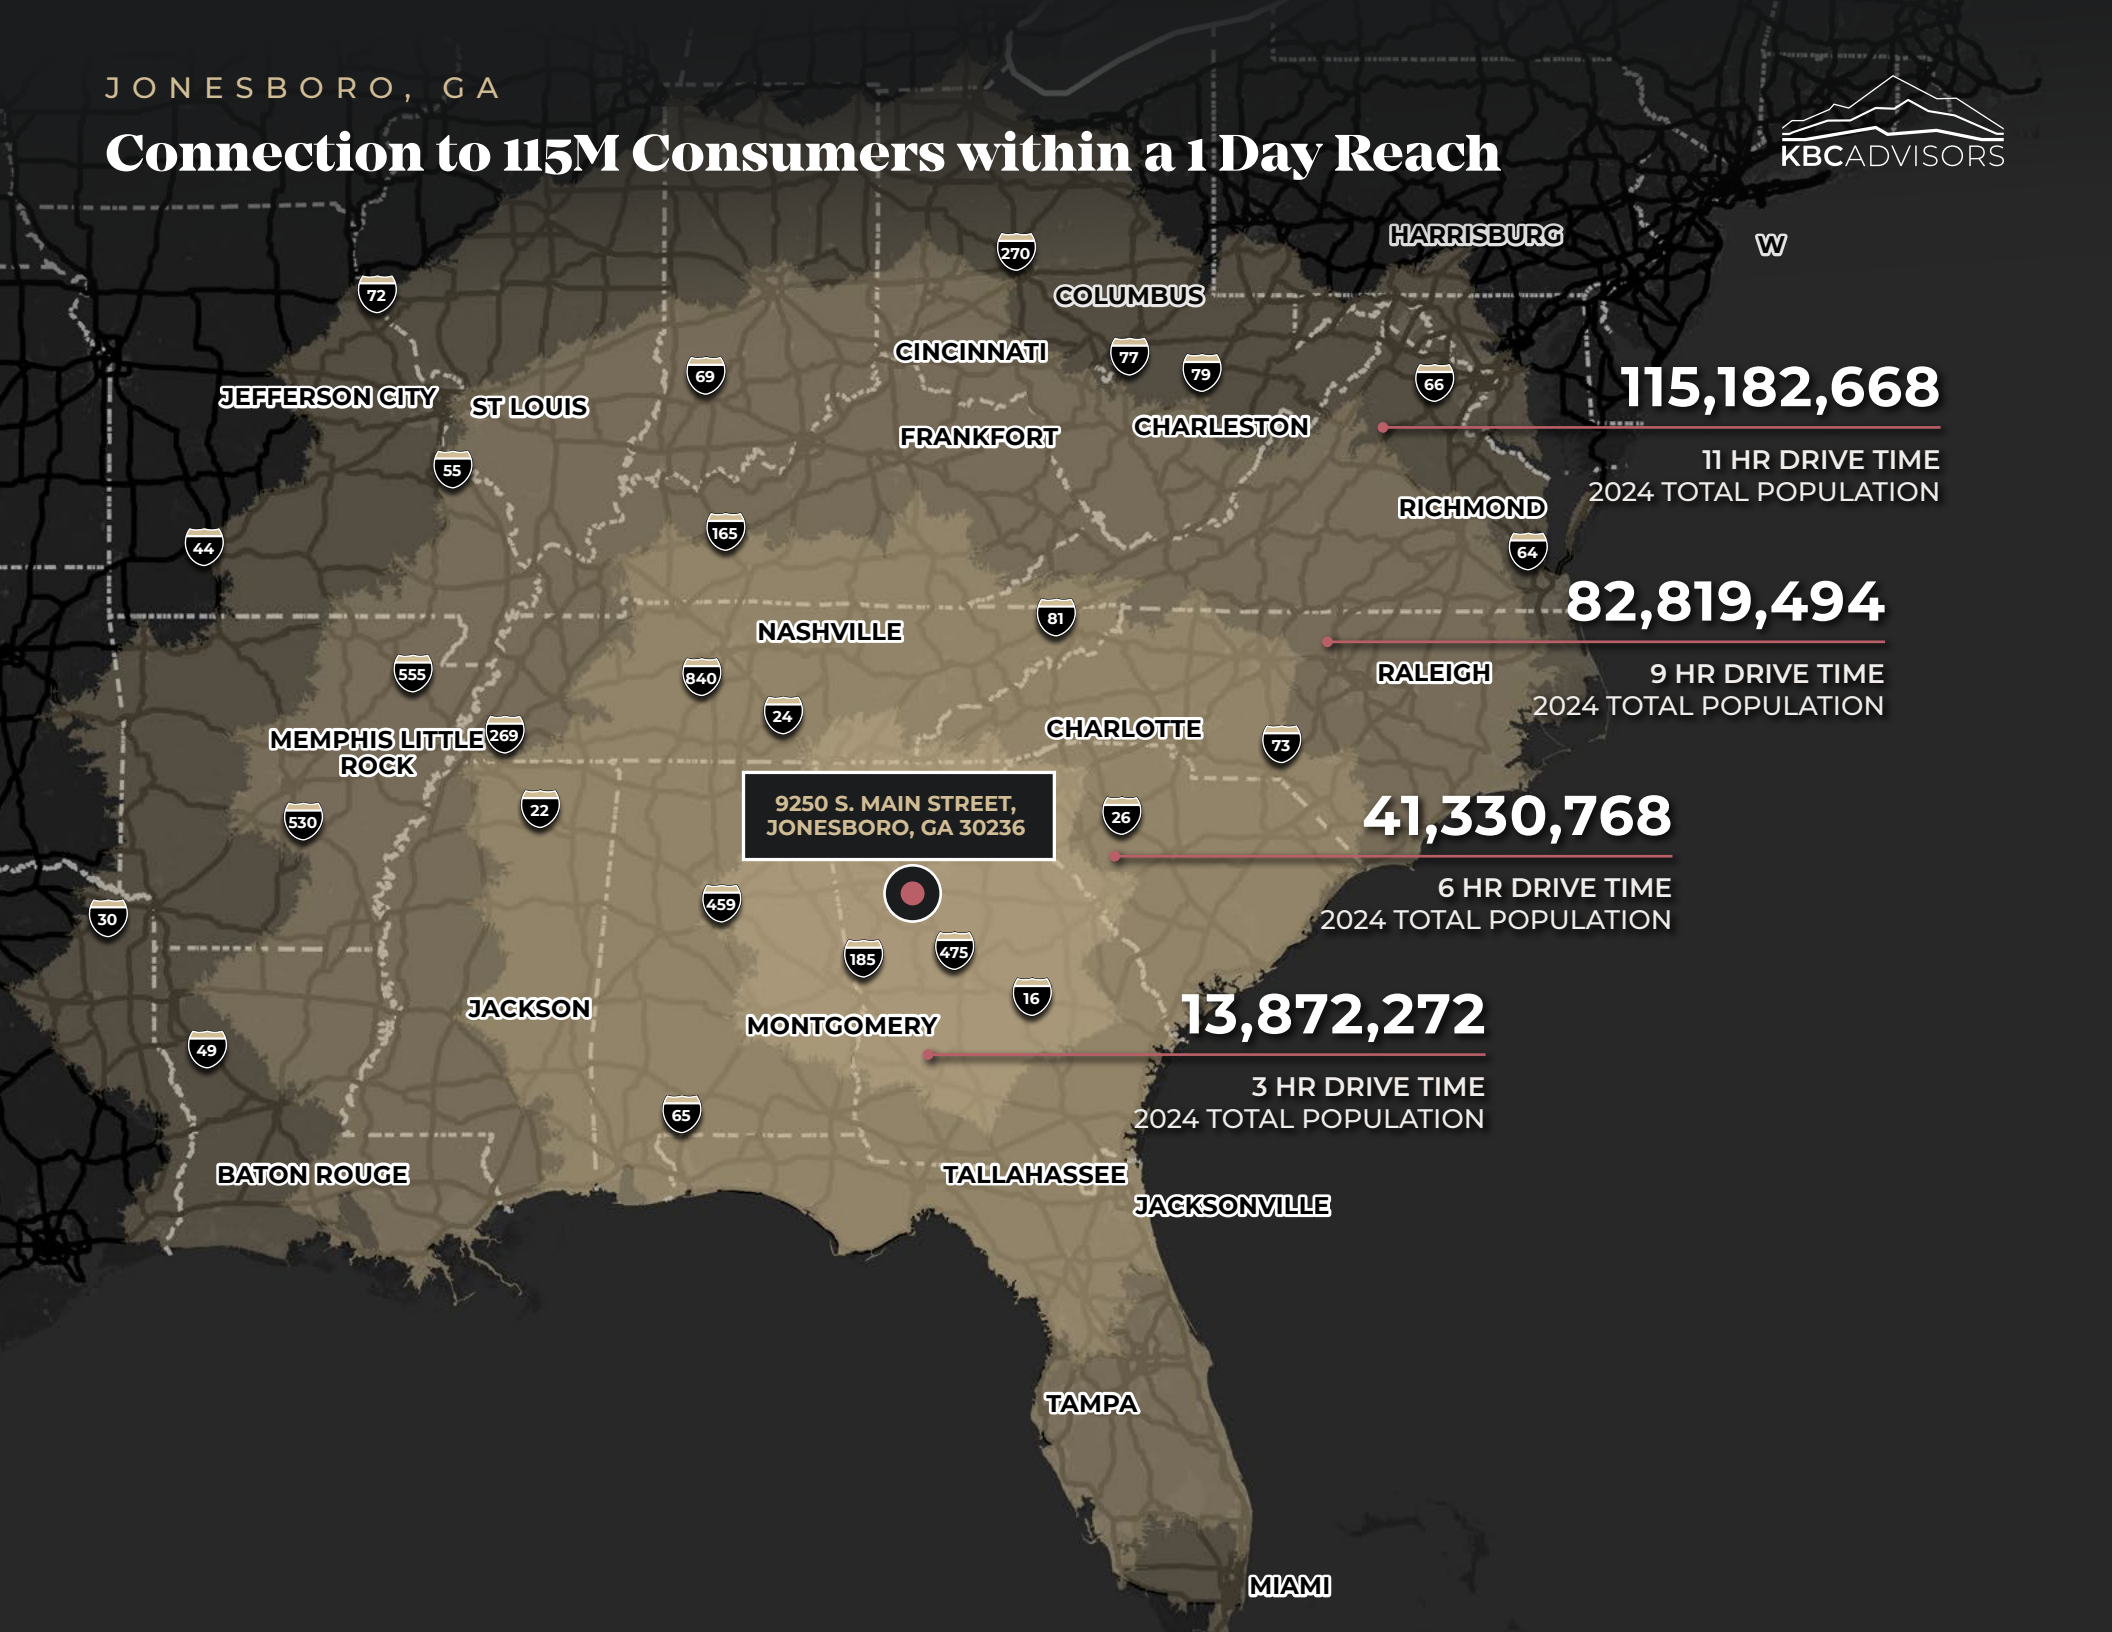 JONESBORO, GA
Connection to 115M Consumers within a 1 Day Reach
KBCADVISORS
HARRISBURG
W
270
72
COLUMBUS
CINCINNATI
77
79
69
66
JEFFERSON CITY
ST LOUIS
FRANKFORT
CHARLESTON
115,182,668
11 HR DRIVE TIME
2024 TOTAL POPULATION
55
RICHMOND
44
165
64
82,819,494
9 HR DRIVE TIME
2024 TOTAL POPULATION
81
NASHVILLE
555
840
RALEIGH
24
MEMPHIS LITTLE
ROCK
269
CHARLOTTE
73
530
22
9250 S. MAIN STREET,
JONESBORO, GA 30236
26
41,330,768
6 HR DRIVE TIME
2024 TOTAL POPULATION
30
459
185
475
16
JACKSON
MONTGOMERY
13,872,272
3 HR DRIVE TIME
2024 TOTAL POPULATION
49
65
BATON ROUGE
TALLAHASSEE
JACKSONVILLE
TAMPA
MIAMI